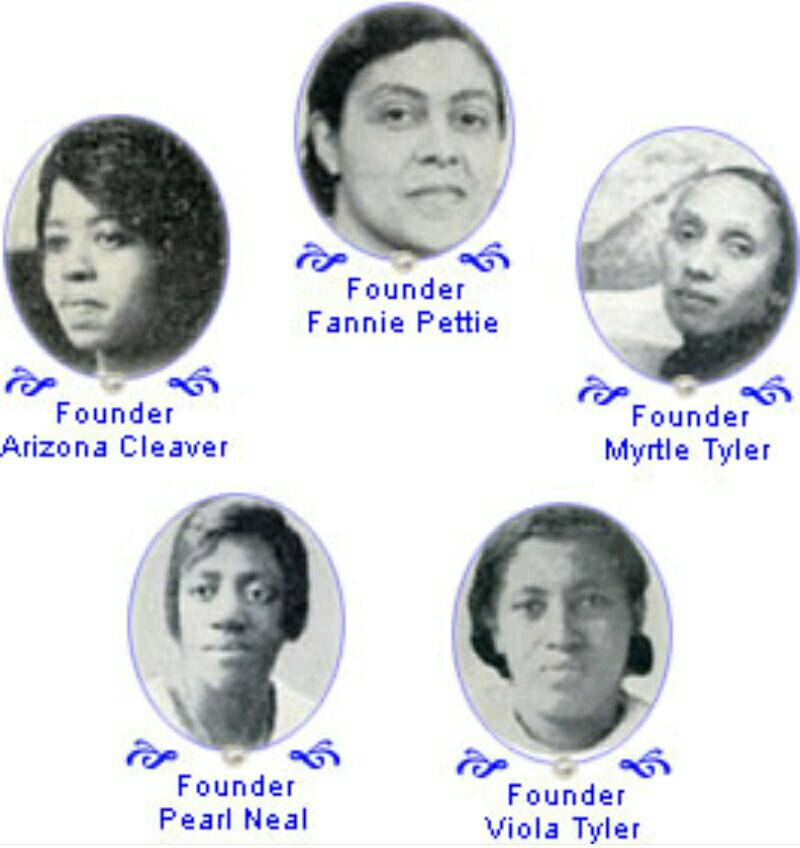 Founder
Fannie Pettie
Founder
Arizona Cleaver
Founder
Myrtle Tyler
Founder
Pearl Neal
Founder
Viola Tyler